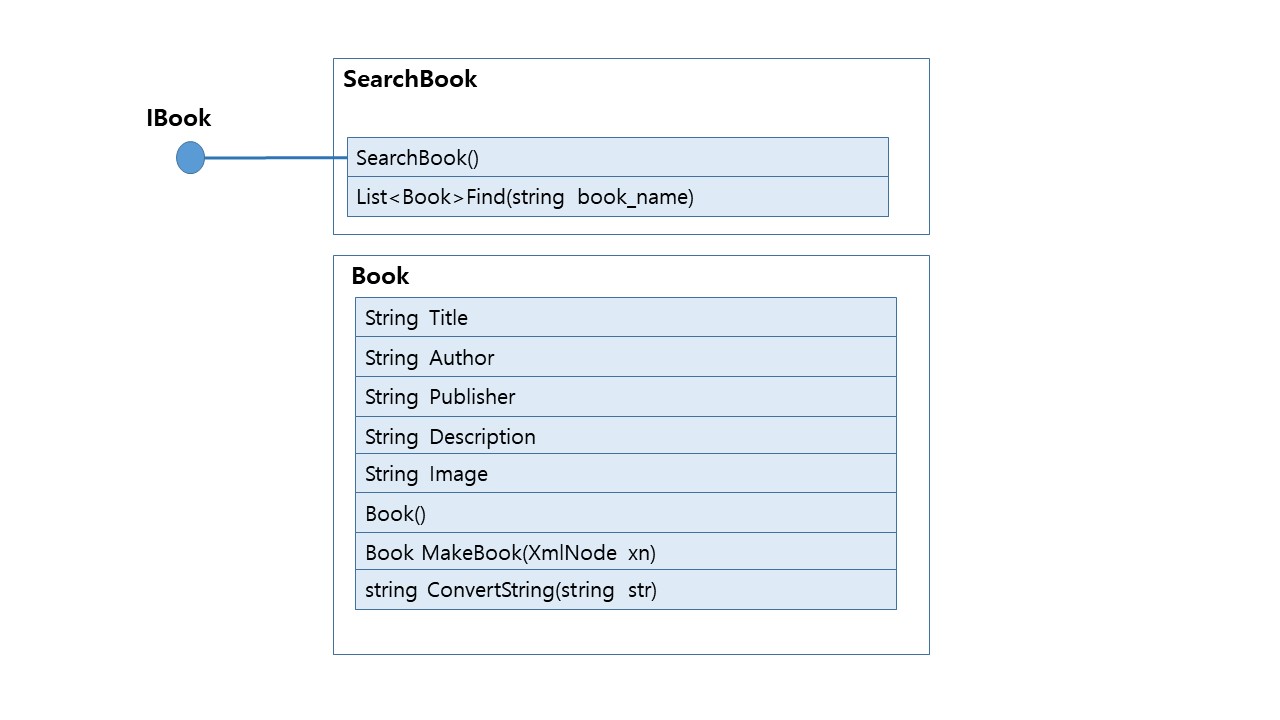 SearchBook
IBook
SearchBook()
List<Book>Find(string book_name)
Book
String Title
String Author
String Publisher
String Description
String Image
Book()
Book MakeBook(XmlNode xn)
string ConvertString(string str)